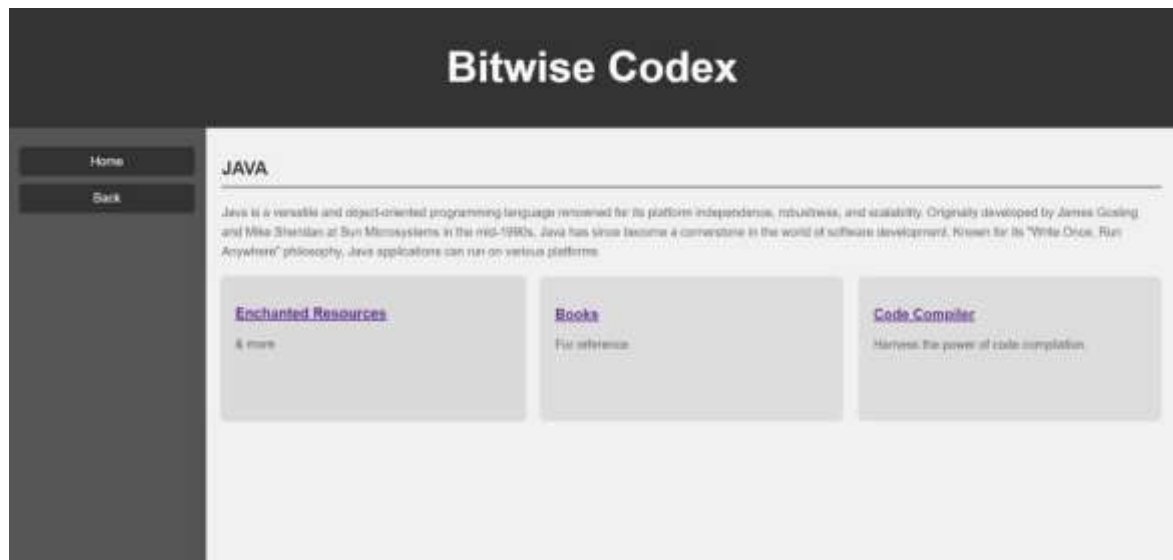 Bitwise Codex
Home
Back
JAVA
Java is a versatile and object-oriented programming language renowned for its platform independence, robustness, and scalability. Originally developed by James Gosling
and Mike Sheridan at Sun Microsystems in the mid-1990s, Java has since become a cornerstone in the world of software development. Known for its "Write Once, Run
Anywhere" philosophy, Java applications can run on various platforms.
Enchanted Resources
Books
Code Compiler
& more
For reference
Harness the power of code compilation.